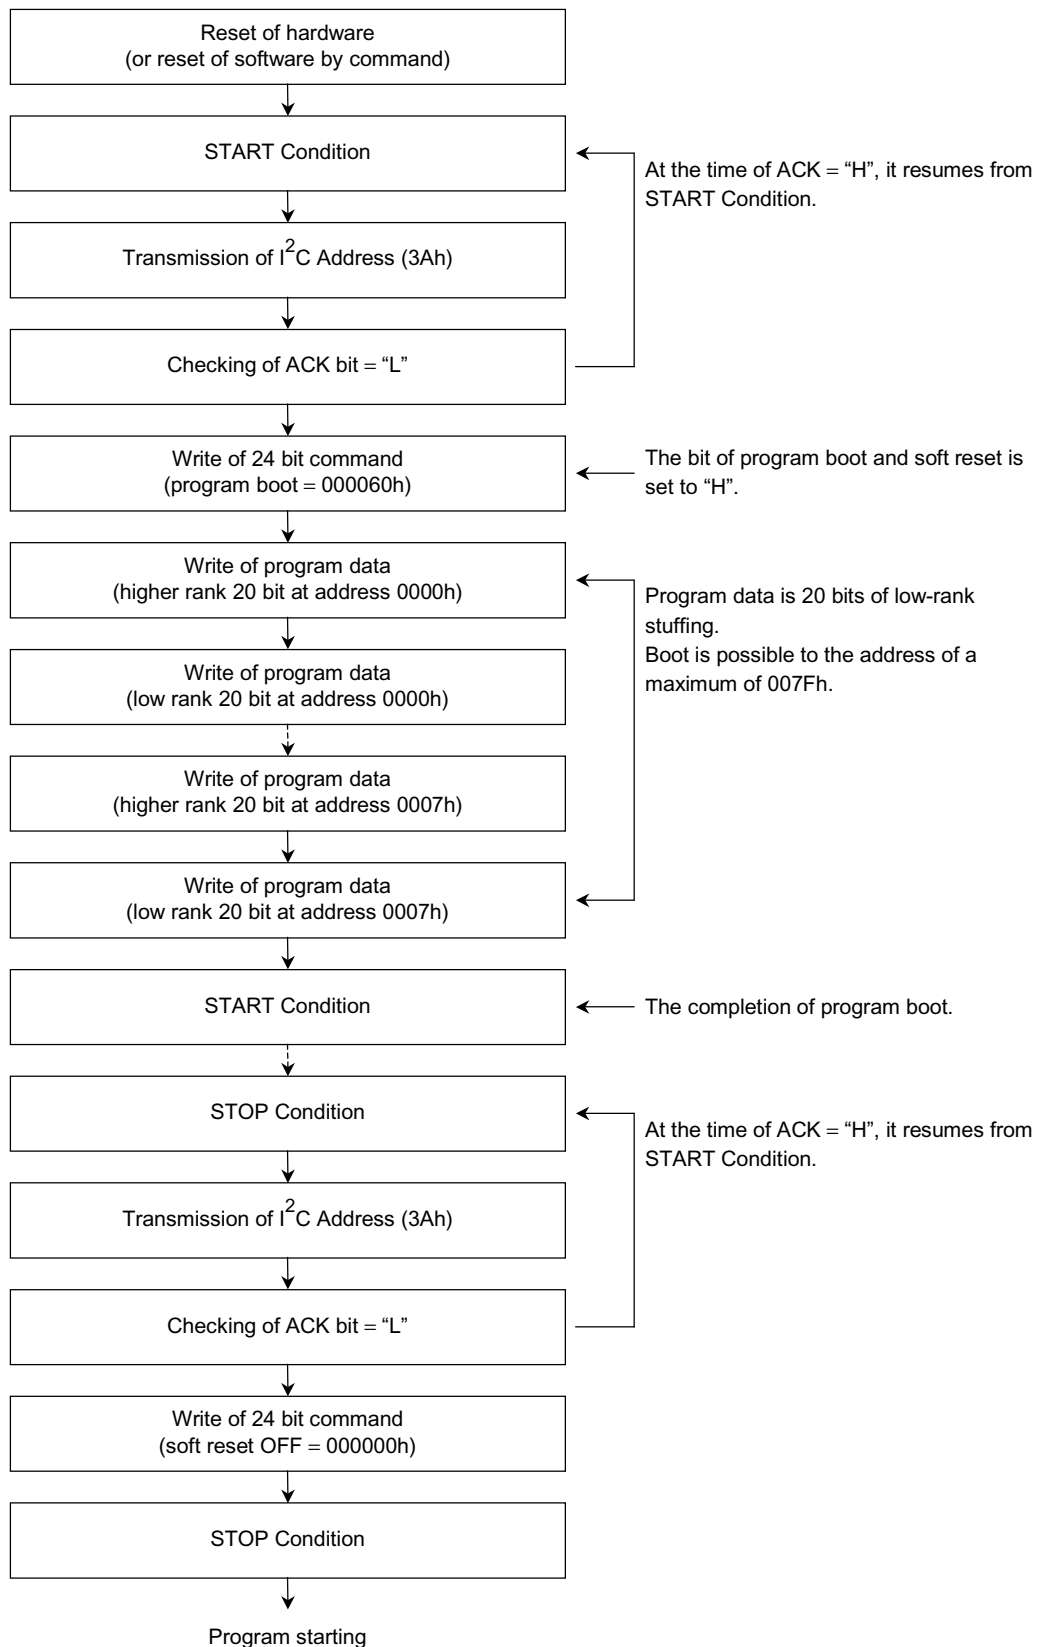 Reset of hardware
(or reset of software by command)
START Condition
At the time of ACK = “H”, it resumes from
START Condition.
Transmission of I2C Address (3Ah)
Checking of ACK bit = “L”
Write of 24 bit command
(program boot = 000060h)
The bit of program boot and soft reset is
set to “H”.
Write of program data
(higher rank 20 bit at address 0000h)
Program data is 20 bits of low-rank
stuffing.
Boot is possible to the address of a
maximum of 007Fh.
Write of program data
(low rank 20 bit at address 0000h)
Write of program data
(higher rank 20 bit at address 0007h)
Write of program data
(low rank 20 bit at address 0007h)
START Condition
The completion of program boot.
STOP Condition
At the time of ACK = “H”, it resumes from
START Condition.
Transmission of I2C Address (3Ah)
Checking of ACK bit = “L”
Write of 24 bit command
(soft reset OFF = 000000h)
STOP Condition
Program starting